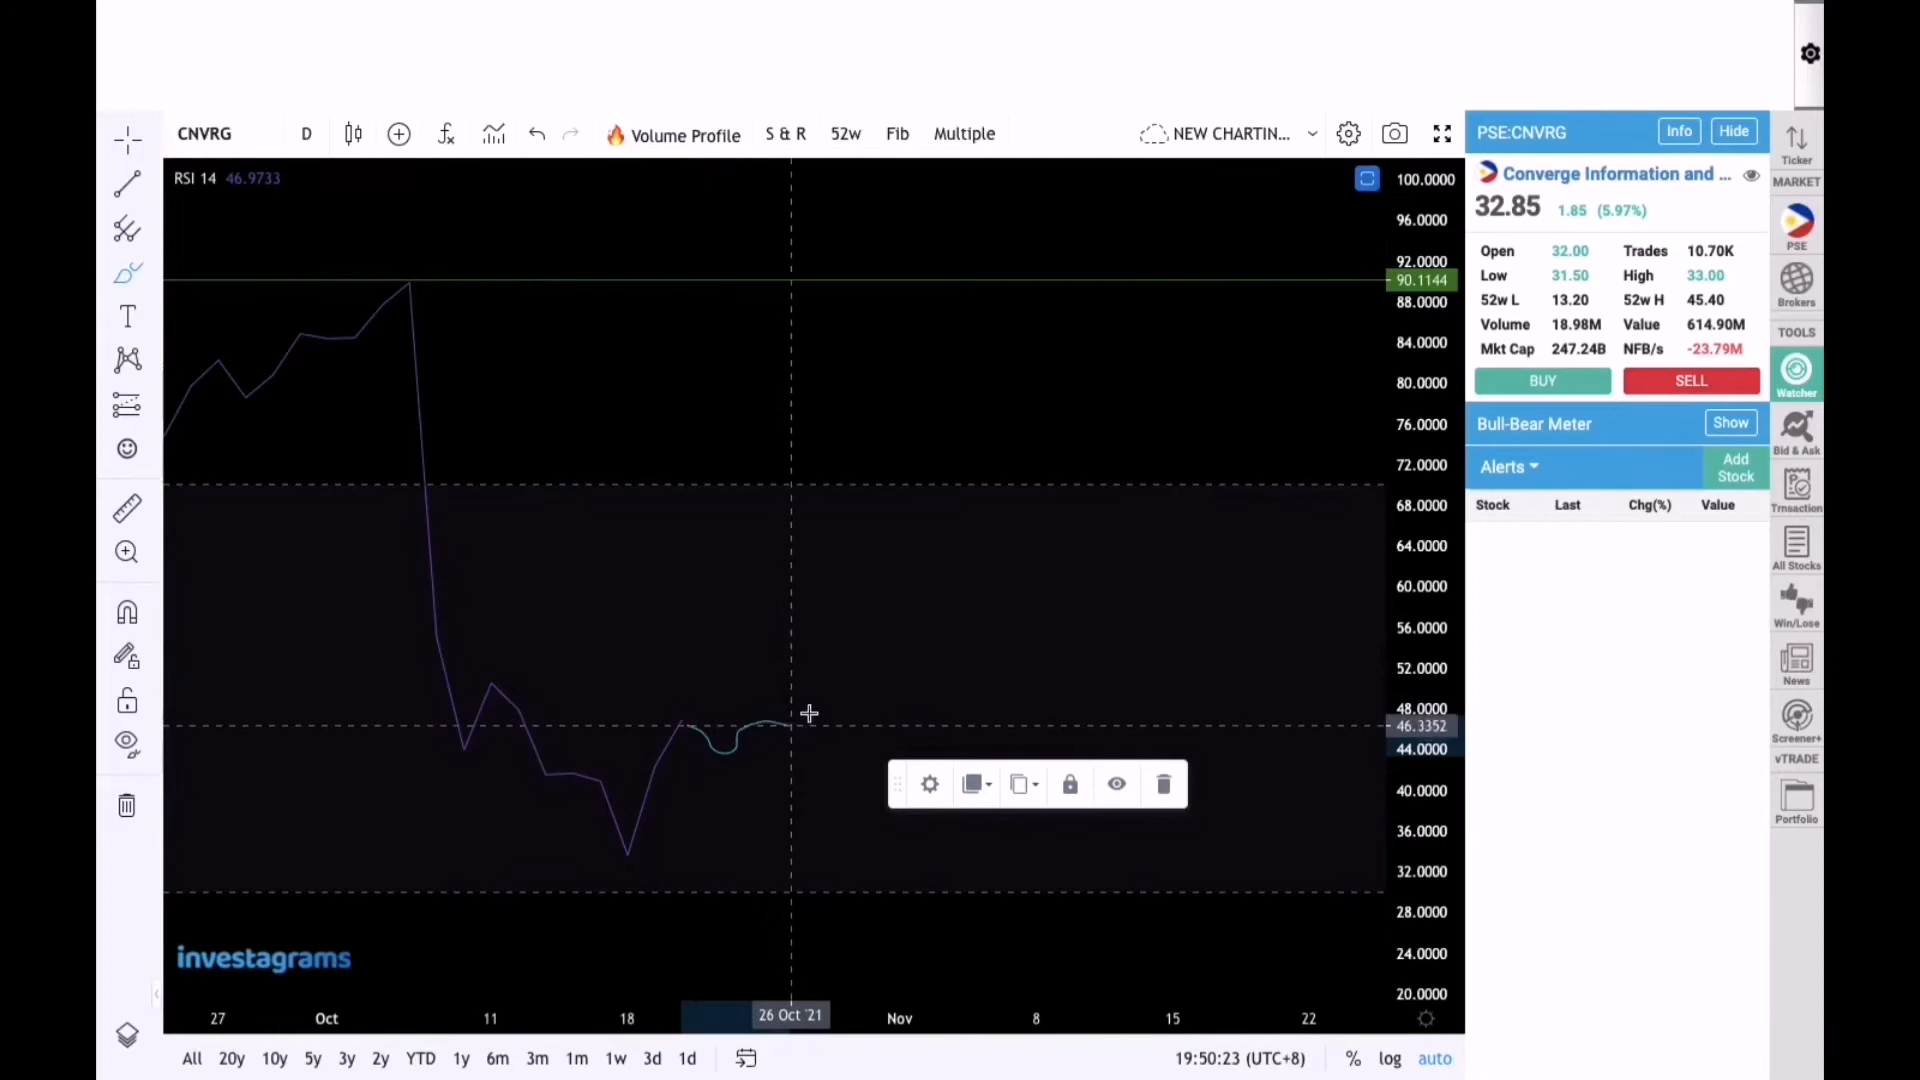 CNVRG D Volume Profile S & R 52w Fib Multiple NEW CHARTIN...
RSI 14 46.9733
100.0000
96.0000
92.0000
90.1144
88.0000
84.0000
80.0000
76.0000
72.0000
68.0000
64.0000
60.0000
56.0000
52.0000
48.0000
46.3352
44.0000
40.0000
36.0000
32.0000
28.0000
24.0000
20.0000
investagrams
27 Oct 11 18 26 Oct '21 Nov 8 15 22
All 20y 10y 5y 3y 2y YTD 1y 6m 3m 1m 1w 3d 1d 19:50:23 (UTC+8) % log auto
PSE:CNVRG Info Hide
Converge Information and ...
32.85 1.85 (5.97%)
Open 32.00 Trades 10.70K
Low 31.50 High 33.00
52w L 13.20 52w H 45.40
Volume 18.98M Value 614.90M
Mkt Cap 247.24B NFB/s -23.79M
BUY SELL
Bull-Bear Meter Show
Alerts Add Stock
Stock Last Chg(%) Value
Ticker
MARKET
PSE
Brokers
TOOLS
Watcher
Bid & Ask
Trnsaction
All Stocks
Win/Lose
News
Screener+
vTRADE
Portfolio